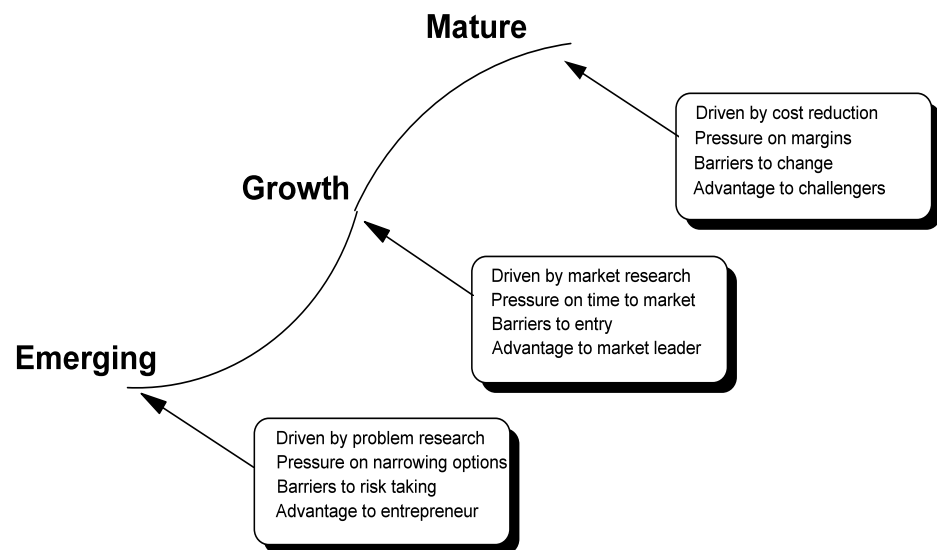 Mature
Driven by cost reduction
Pressure on margins
Barriers to change
Advantage to challengers
Growth
Driven by market research
Pressure on time to market
Barriers to entry
Advantage to market leader
Emerging
Driven by problem research
Pressure on narrowing options
Barriers to risk taking
Advantage to entrepreneur